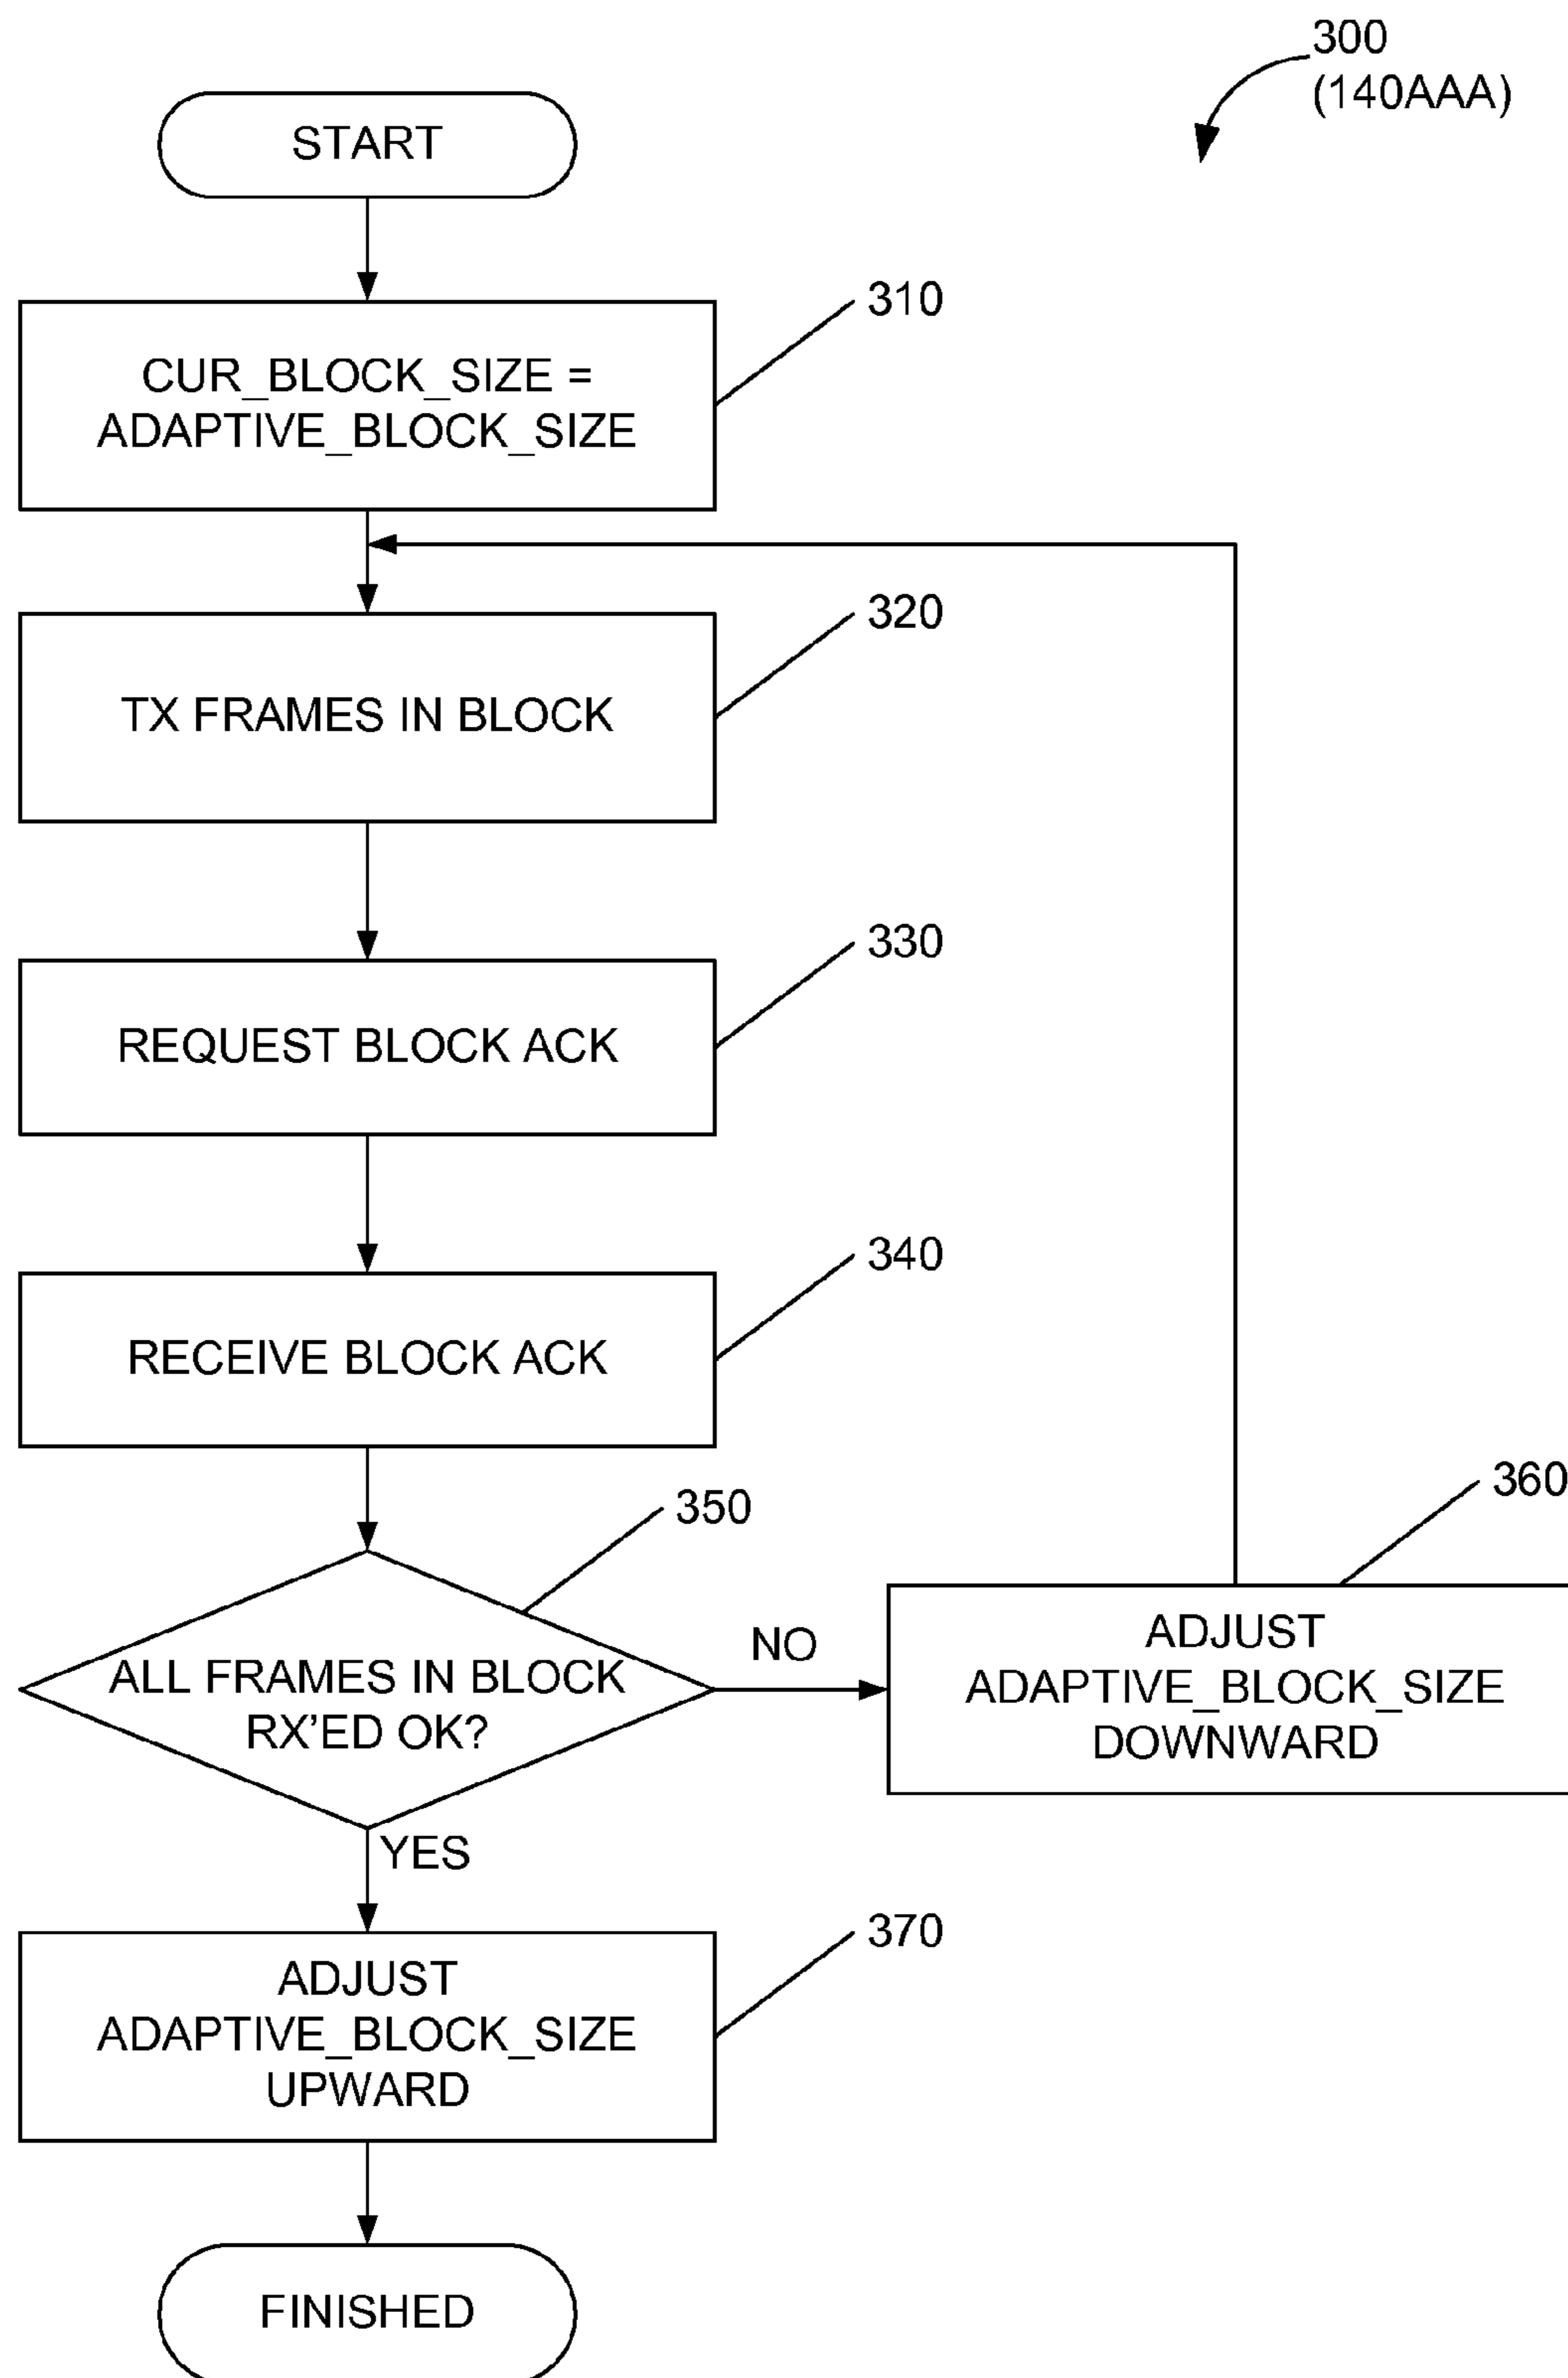 300
(140AAA)
START
310
CUR_BLOCK_SIZE =
ADAPTIVE_BLOCK_SIZE
320
TX FRAMES IN BLOCK
330
REQUEST BLOCK ACK
340
RECEIVE BLOCK ACK
350
ALL FRAMES IN BLOCK
RX'ED OK?
NO
360
ADJUST
ADAPTIVE_BLOCK_SIZE
DOWNWARD
YES
370
ADJUST
ADAPTIVE_BLOCK_SIZE
UPWARD
FINISHED